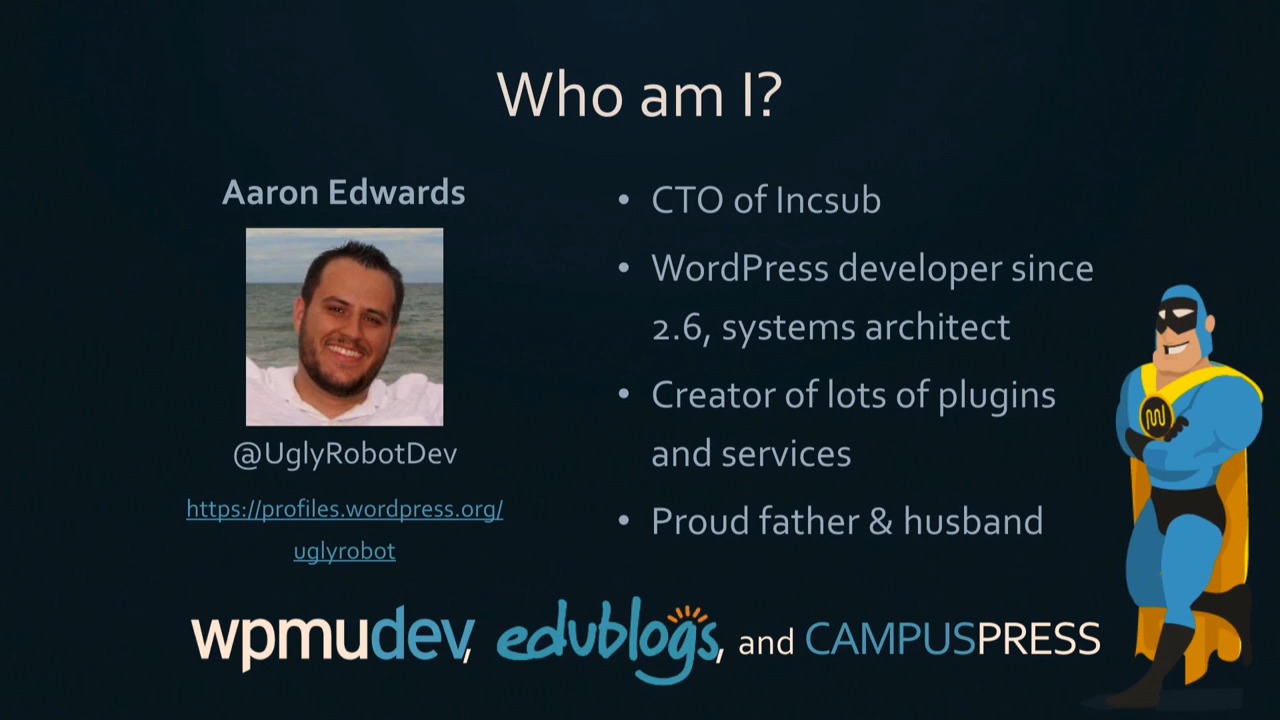 Who am I?
Aaron Edwards
@UglyRobotDev
https://profiles.wordpress.org/
uglyrobot
• CTO of Incsub
• WordPress developer since
2.6, systems architect
• Creator of lots of plugins
and services
• Proud father & husband
wpmudev, edublogs, and CAMPUSPRESS